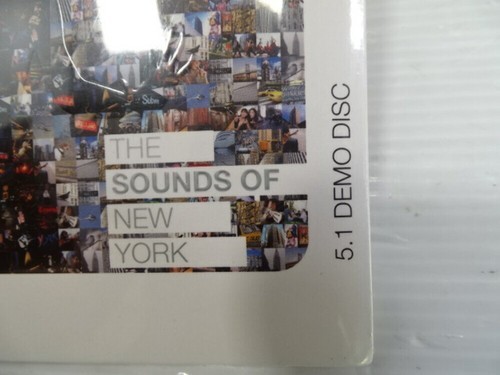 THE
SOUNDS OF
NEW
YORK
5.1 DEMO DISC